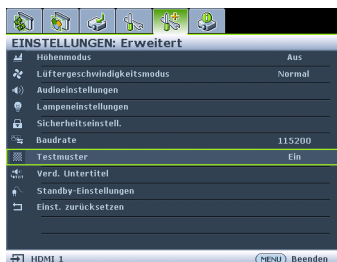 EINSTELLUNGEN: Erweitert
Höhenmodus Aus
Lüftergeschwindigkeitsmodus Normal
Audioeinstellungen
Lampeneinstellungen
Sicherheitseinstell.
Baudrate 115200
Testmuster Ein
Verd. Untertitel
Standby-Einstellungen
Einst. zurücksetzen
HDMI 1 MENU Beenden